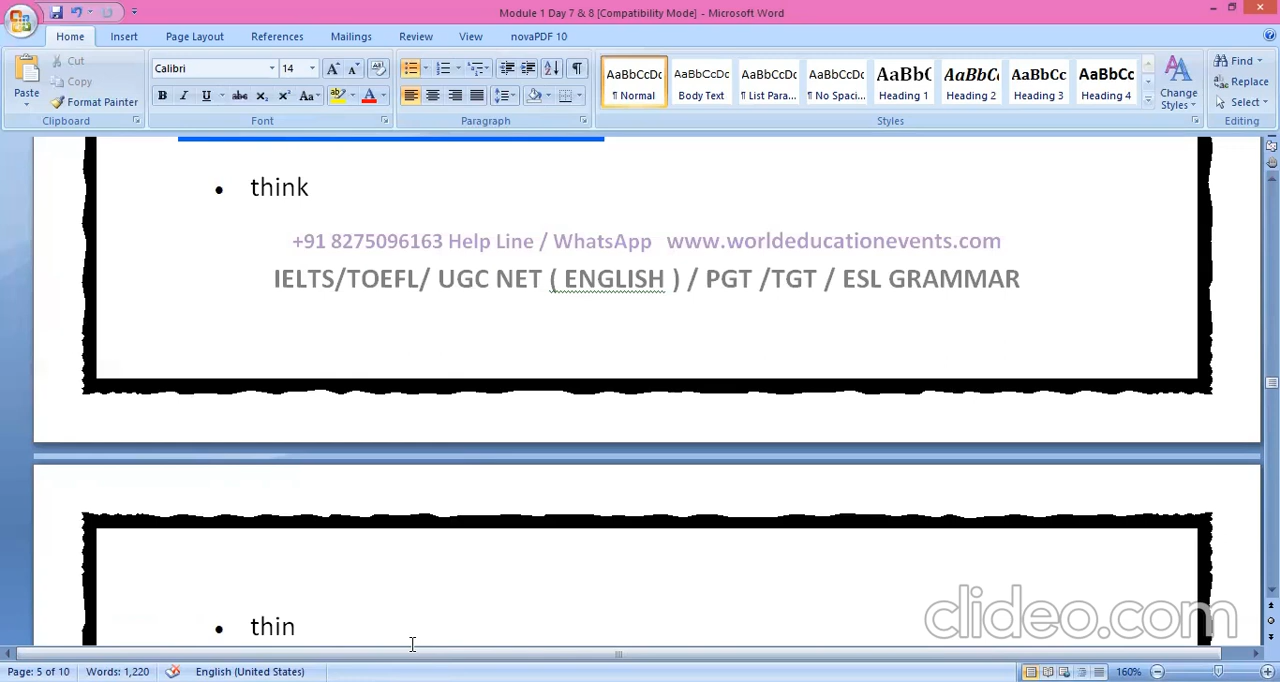 Module 1 Day 7 & 8 [Compatibility Mode] - Microsoft Word
Home Insert Page Layout References Mailings Review View novaPDF 10
Paste Cut Copy Format Painter
Clipboard
Calibri 14
Font
Paragraph
AaBbCcDc AaBbCcDc AaBbCcDc AaBbCcDc AaBbC AaBbCc AaBbCc AaBbCc
¶ Normal Body Text ¶ List Para... ¶ No Spaci... Heading 1 Heading 2 Heading 3 Heading 4
Change Styles
Styles
Find
Replace
Select
Editing
• think
+91 8275096163 Help Line / WhatsApp www.worldeducationevents.com
IELTS/TOEFL/ UGC NET ( ENGLISH ) / PGT /TGT / ESL GRAMMAR
• thin
clideo.com
Page: 5 of 10 Words: 1,220 English (United States) 160%